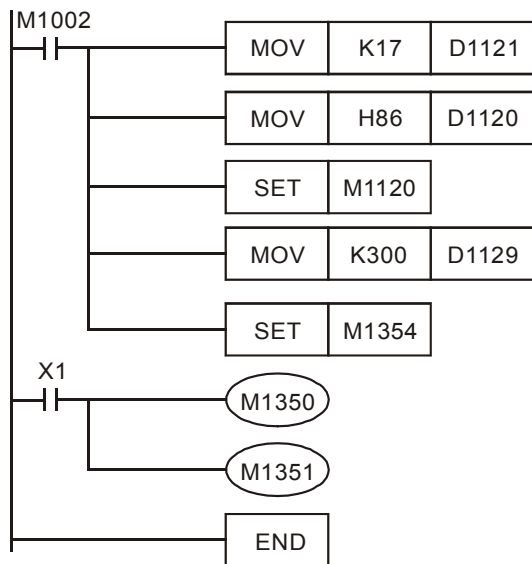 M1002
MOV K17 D1121
MOV H86 D1120
SET M1120
MOV K300 D1129
SET M1354
X1
M1350
M1351
END